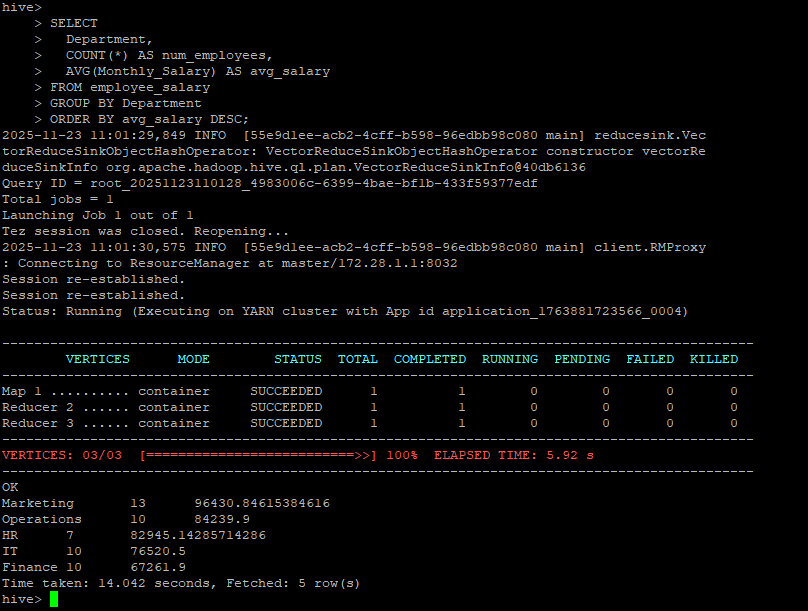 hive>
    > SELECT
    >   Department,
    >   COUNT(*) AS num_employees,
    >   AVG(Monthly_Salary) AS avg_salary
    > FROM employee_salary
    > GROUP BY Department
    > ORDER BY avg_salary DESC;
2025-11-23 11:01:29,849 INFO  [55e9d1ee-acb2-4cff-b598-96edbb98c080 main] reducesink.Vec
torReduceSinkObjectHashOperator: VectorReduceSinkObjectHashOperator constructor vectorRe
duceSinkInfo org.apache.hadoop.hive.ql.plan.VectorReduceSinkInfo@40db6136
Query ID = root_20251123110128_4983006c-6399-4bae-bf1b-433f59377edf
Total jobs = 1
Launching Job 1 out of 1
Tez session was closed. Reopening...
2025-11-23 11:01:30,575 INFO  [55e9d1ee-acb2-4cff-b598-96edbb98c080 main] client.RMProxy
: Connecting to ResourceManager at master/172.28.1.1:8032
Session re-established.
Session re-established.
Status: Running (Executing on YARN cluster with App id application_1763881723566_0004)
----------------------------------------------------------------------------------------------
        VERTICES      MODE        STATUS  TOTAL  COMPLETED  RUNNING  PENDING  FAILED  KILLED
----------------------------------------------------------------------------------------------
Map 1 .......... container     SUCCEEDED      1          1        0        0       0       0
Reducer 2 ...... container     SUCCEEDED      1          1        0        0       0       0
Reducer 3 ...... container     SUCCEEDED      1          1        0        0       0       0
----------------------------------------------------------------------------------------------
VERTICES: 03/03  [==========================>>] 100%  ELAPSED TIME: 5.92 s
----------------------------------------------------------------------------------------------
OK
Marketing       13      96430.84615384616
Operations      10      84239.9
HR      7       82945.14285714286
IT      10      76520.5
Finance 10      67261.9
Time taken: 14.042 seconds, Fetched: 5 row(s)
hive>